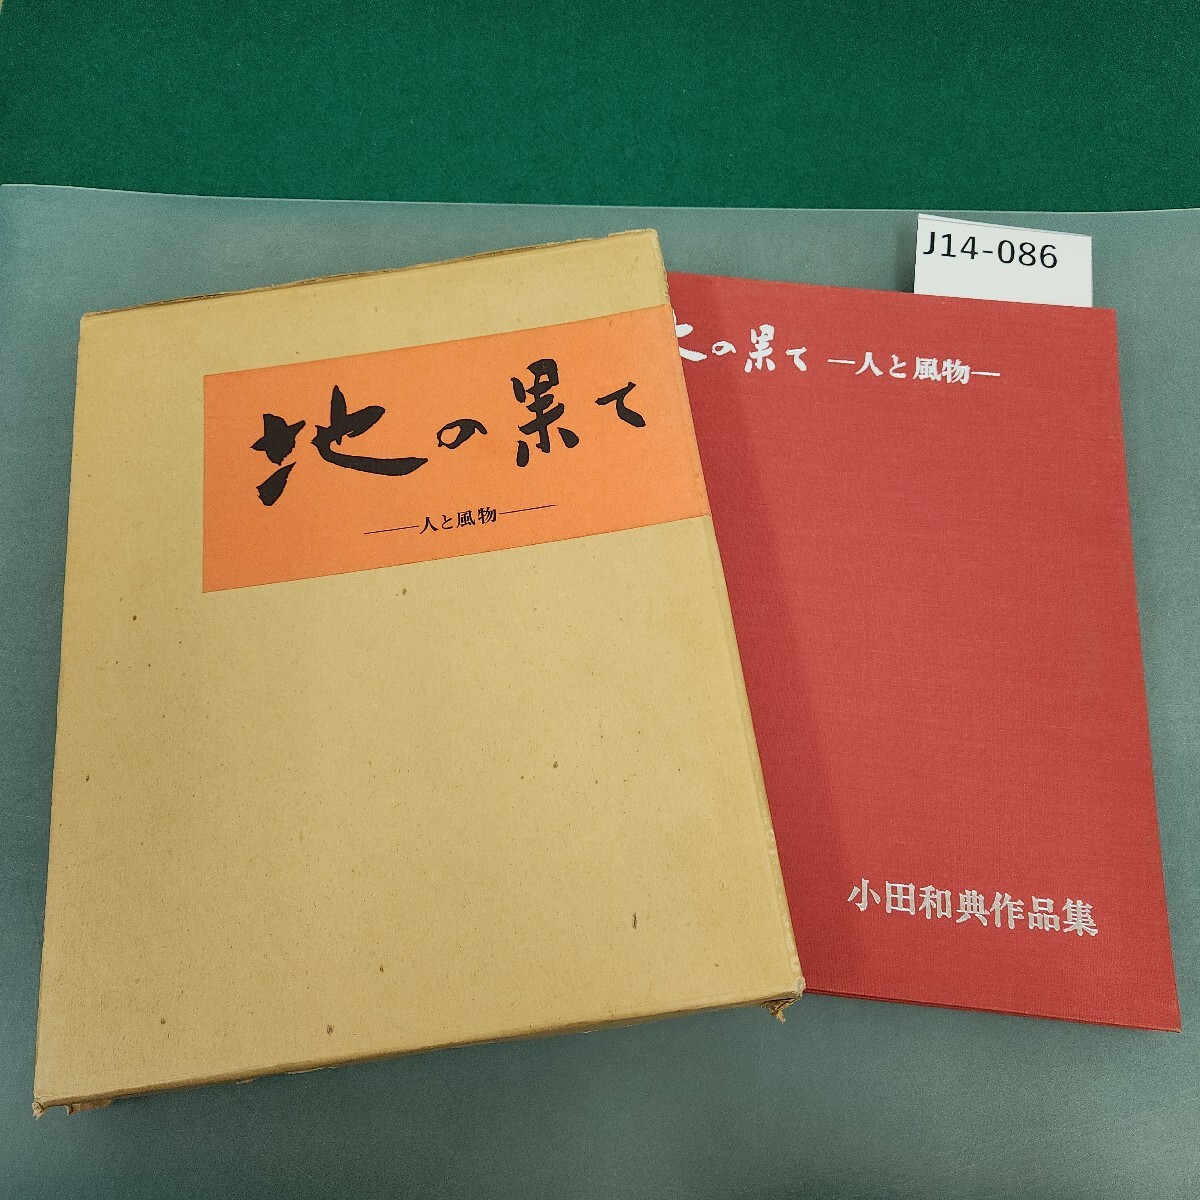 J14-086
地の果て
―人と風物―
の果て ―人と風物―
小田和典作品集